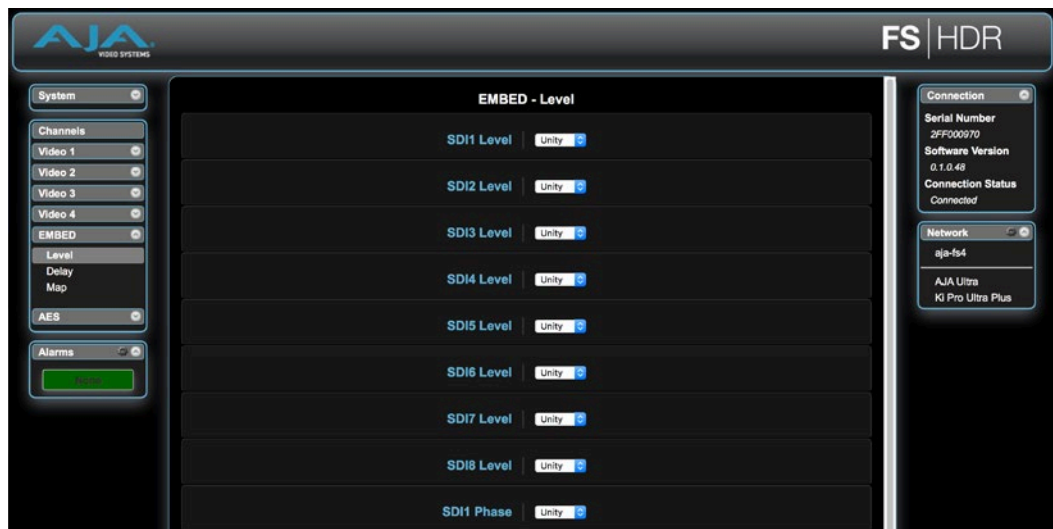 AJA
VIDEO SYSTEMS
FS|HDR
System
Channels
Video 1
Video 2
Video 3
Video 4
EMBED
Level
Delay
Map
AES
Alarms
None
EMBED - Level
SDI1 Level Unity
SDI2 Level Unity
SDI3 Level Unity
SDI4 Level Unity
SDI5 Level Unity
SDI6 Level Unity
SDI7 Level Unity
SDI8 Level Unity
SDI1 Phase Unity
Connection
Serial Number
2FF000970
Software Version
0.1.0.48
Connection Status
Connected
Network
aja-fs4
AJA Ultra
Ki Pro Ultra Plus